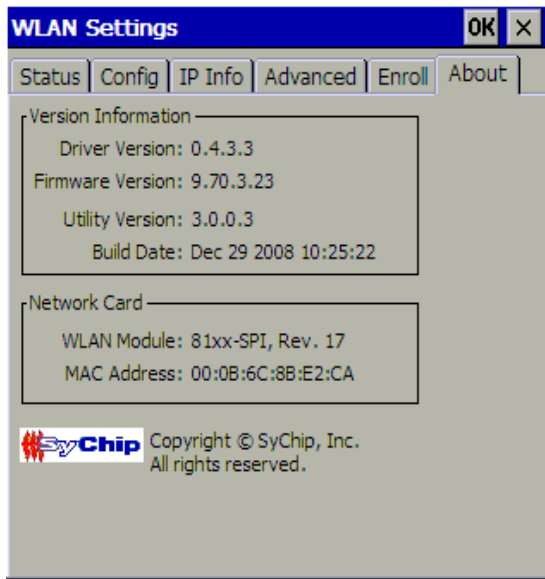 WLAN Settings OK ×
Status Config IP Info Advanced Enroll About
Version Information
Driver Version: 0.4.3.3
Firmware Version: 9.70.3.23
Utility Version: 3.0.0.3
Build Date: Dec 29 2008 10:25:22
Network Card
WLAN Module: 81xx-SPI, Rev. 17
MAC Address: 00:0B:6C:8B:E2:CA
SyChip Copyright © SyChip, Inc.
All rights reserved.